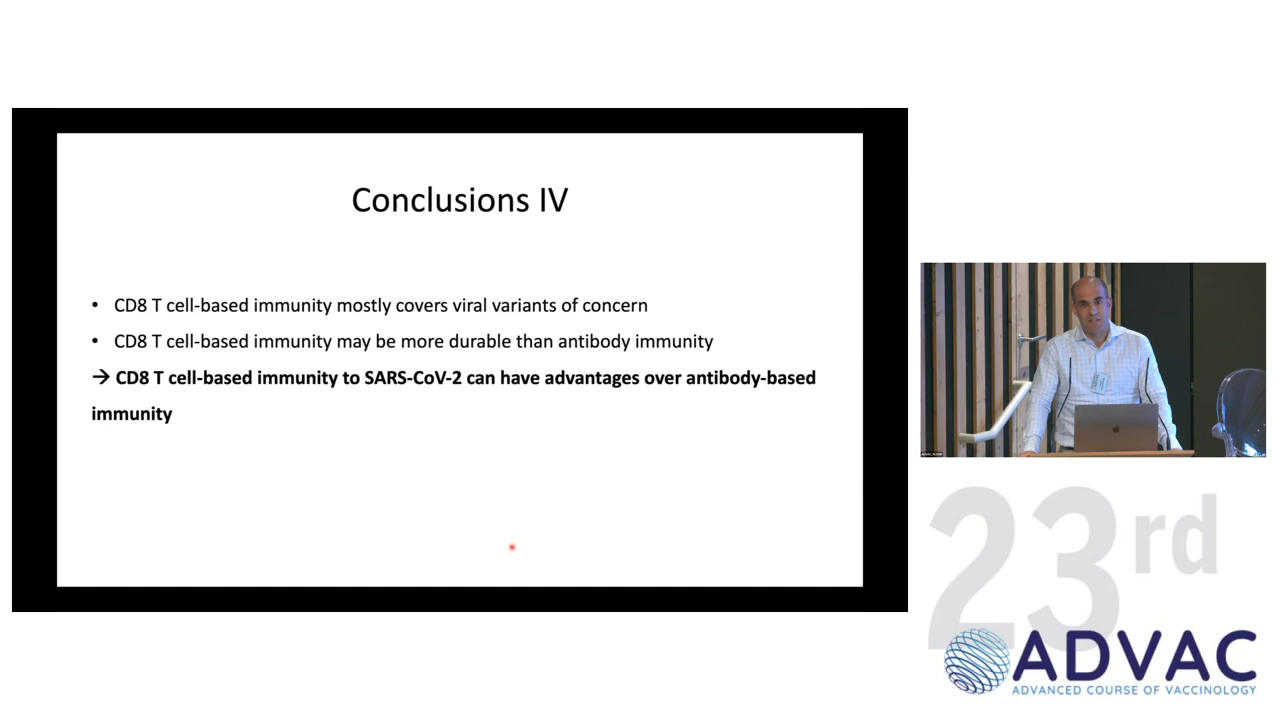 Conclusions IV
• CD8 T cell-based immunity mostly covers viral variants of concern
• CD8 T cell-based immunity may be more durable than antibody immunity
→ CD8 T cell-based immunity to SARS-CoV-2 can have advantages over antibody-based
immunity
23rd
ADVAC
ADVANCED COURSE OF VACCINOLOGY